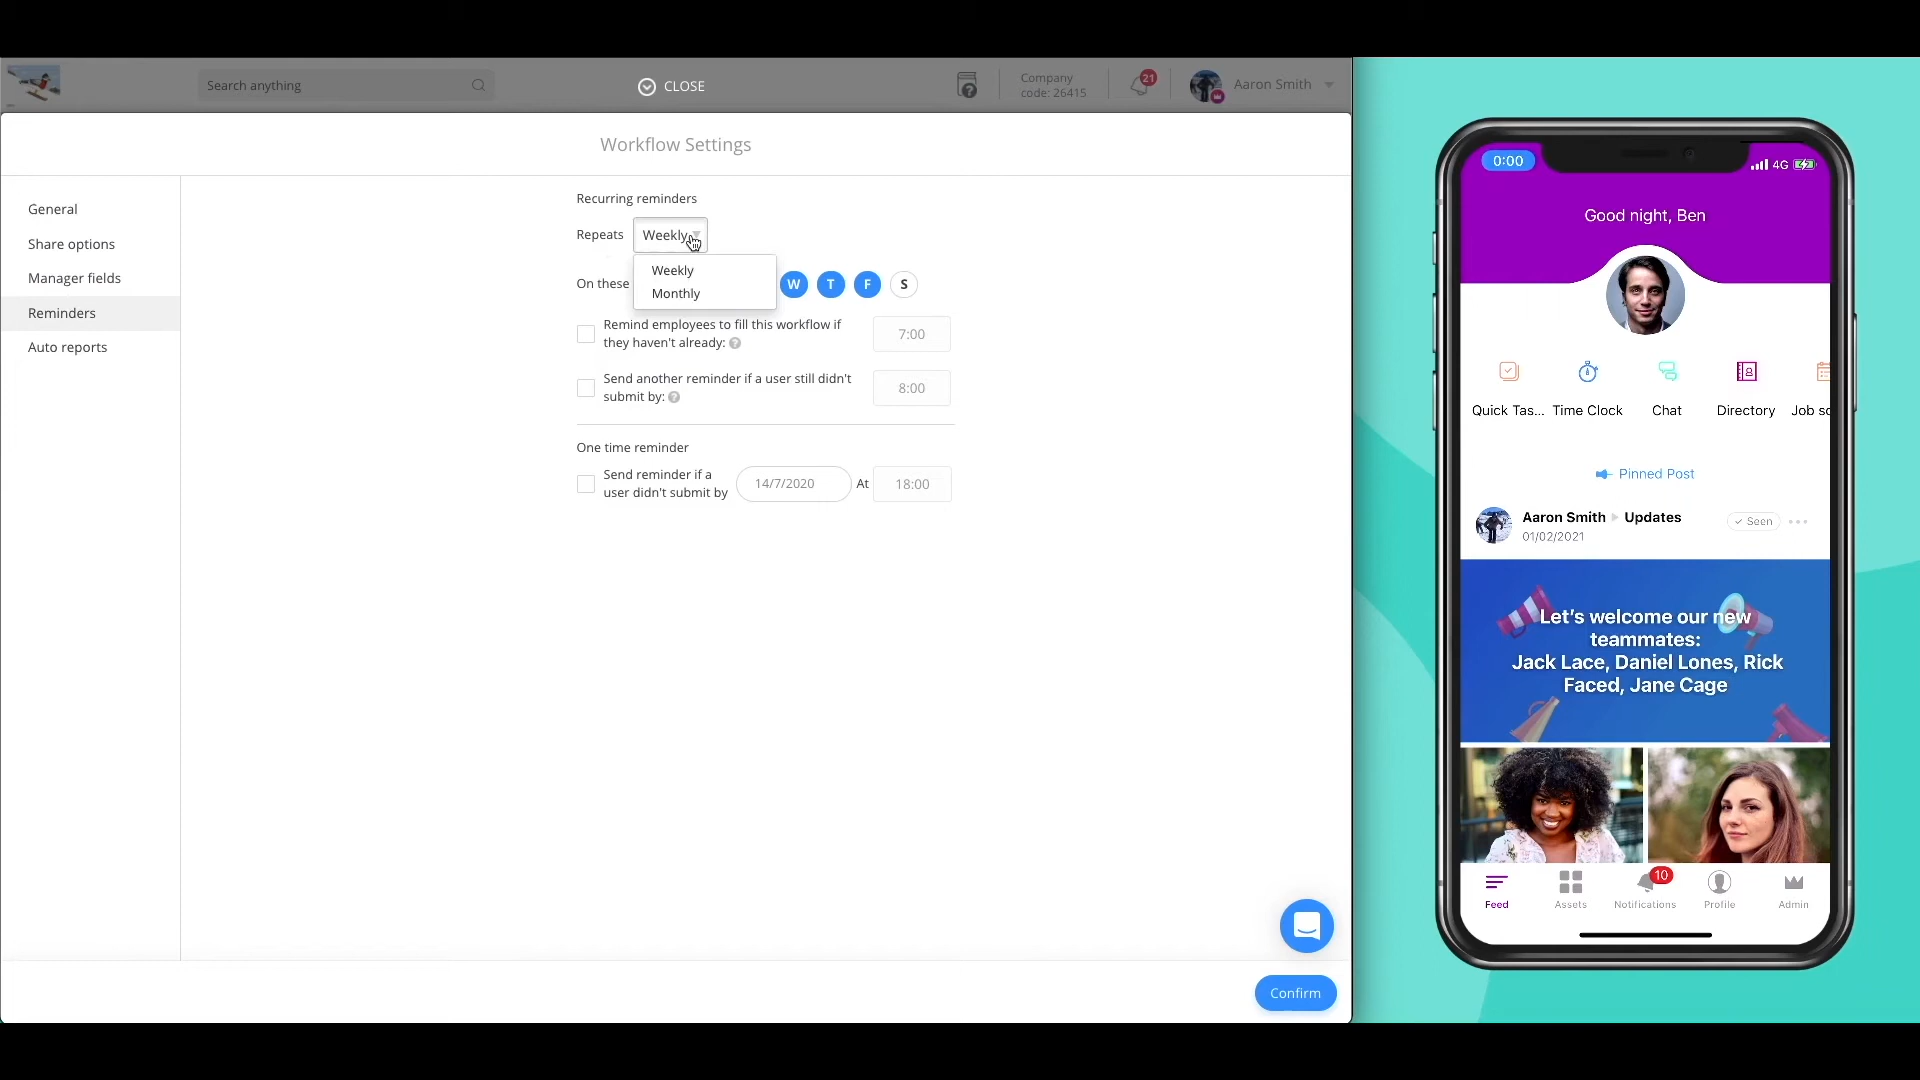 Search anything
CLOSE
Company
code: 26415
21
Aaron Smith
Workflow Settings
General
Share options
Manager fields
Reminders
Auto reports
Recurring reminders
Repeats
Weekly
Weekly
Monthly
On these
W T F S
Remind employees to fill this workflow if
they haven't already: ?
7:00
Send another reminder if a user still didn't
submit by: ?
8:00
One time reminder
Send reminder if a
user didn't submit by
14/7/2020
At
18:00
Confirm
0:00
4G
Good night, Ben
Quick Tas...
Time Clock
Chat
Directory
Job sc
Pinned Post
Aaron Smith Updates
01/02/2021
Seen
Let's welcome our new
teammates:
Jack Lace, Daniel Lones, Rick
Faced, Jane Cage
10
Feed
Assets
Notifications
Profile
Admin